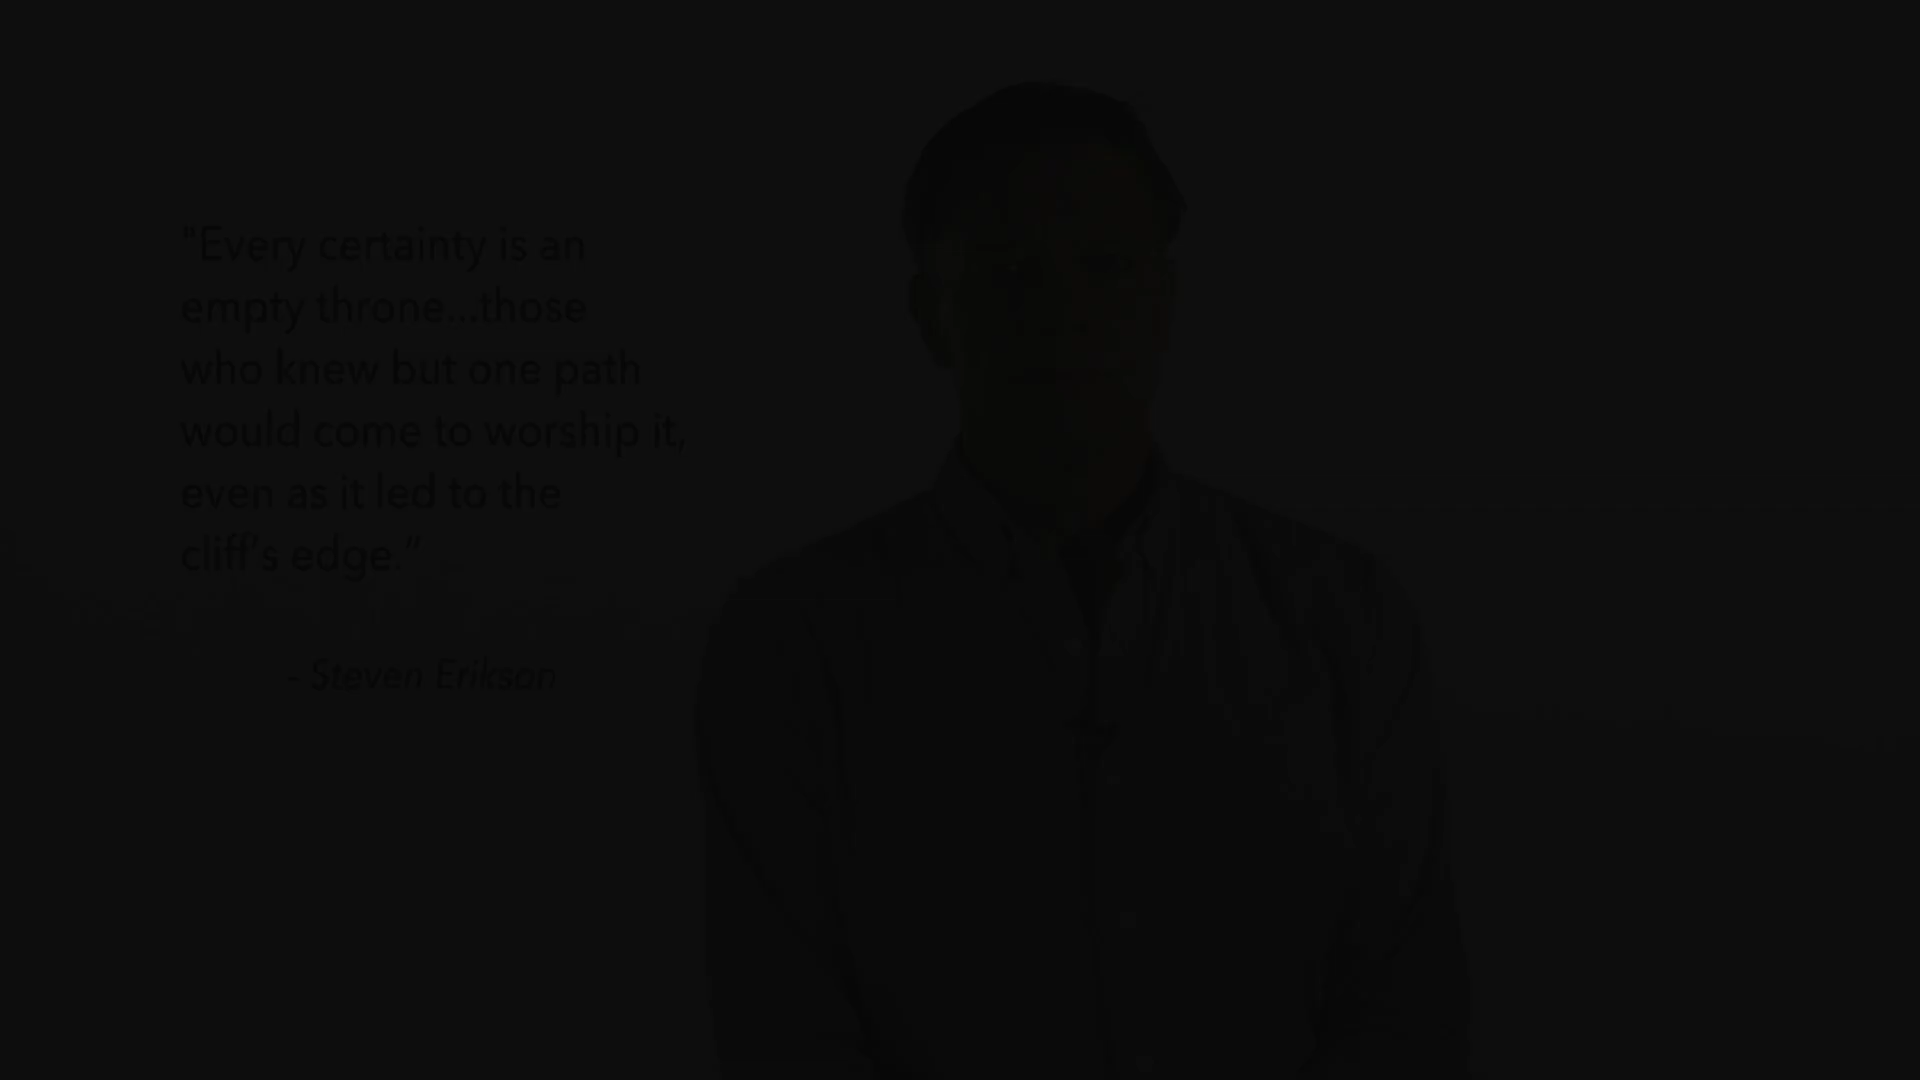 "Every certainty is an
empty throne...those
who knew but one path
would come to worship it,
even as it led to the
cliff's edge.”
- Steven Erikson